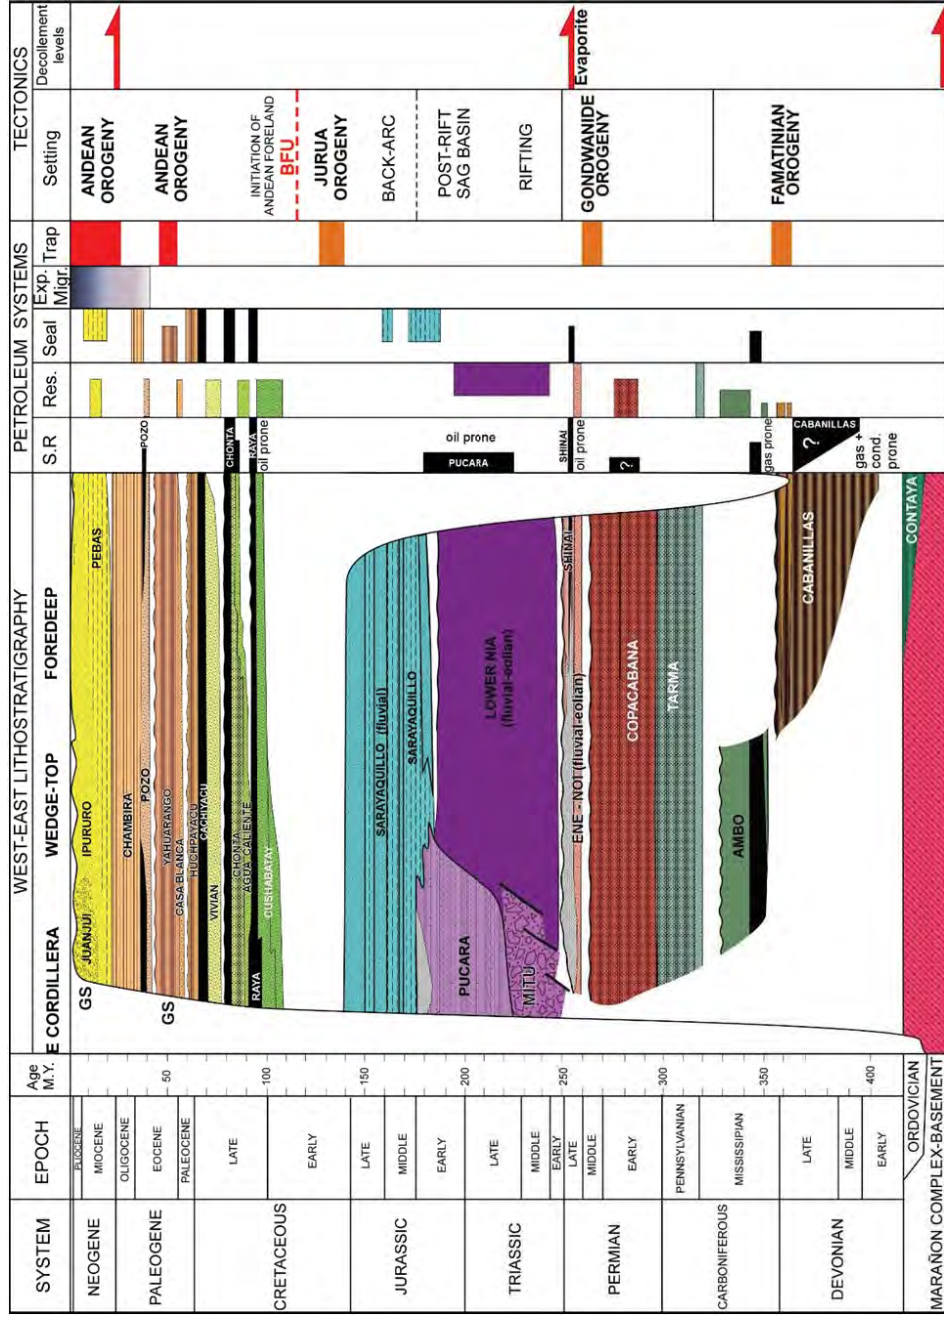 SYSTEM
EPOCH
Age
M.Y.
WEST-EAST LITHOSTRATIGRAPHY
E CORDILLERA
WEDGE-TOP
FOREDEEP
PETROLEUM SYSTEMS
S.R
Res.
Seal
Exp.
Migr.
Trap
TECTONICS
Setting
Decollement
levels
NEOGENE
PALEOGENE
CRETACEOUS
JURASSIC
TRIASSIC
PERMIAN
CARBONIFEROUS
DEVONIAN
MARAÑON COMPLEX-BASEMENT
PLIOCENE
MIOCENE
OLIGOCENE
EOCENE
PALEOCENE
LATE
EARLY
LATE
MIDDLE
EARLY
LATE
MIDDLE
EARLY
LATE
MIDDLE
EARLY
PENNSYLVANIAN
MISSISSIPIAN
LATE
MIDDLE
EARLY
ORDOVICIAN
50
100
150
200
250
300
350
400
GS
JUANJUI
IPURURO
PEBAS
CHAMBIRA
POZO
GS
YAHUARANGO
CASA BLANCA
HUCHPAYACU
CACHIYACU
VIVIAN
CHONTA
AGUA CALIENTE
RAYA
CUSHABATAY
SARAYAQUILLO (fluvial)
SARAYAQUILLO
PUCARA
LOWER NIA
(fluvial-eolian)
MITU
SHINAI
ENE - NOI (fluvial-eolian)
COPACABANA
TARMA
AMBO
CABANILLAS
CONTAYA
POZO
CHONTA
RAYA
oil prone
oil prone
PUCARA
SHINAI
oil prone
?
gas prone
CABANILLAS
?
gas +
cond.
prone
ANDEAN
OROGENY
ANDEAN
OROGENY
INITIATION OF
ANDEAN FORELAND
BFU
JURUA
OROGENY
BACK-ARC
POST-RIFT
SAG BASIN
RIFTING
GONDWANIDE
OROGENY
FAMATINIAN
OROGENY
Evaporite